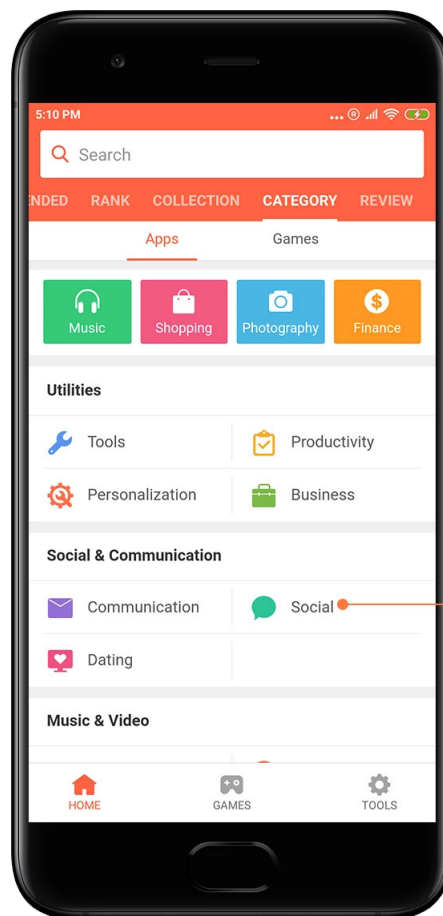 5:10 PM
Search
NDED RANK COLLECTION CATEGORY REVIEW
Apps Games
Music Shopping Photography Finance
Utilities
Tools Productivity
Personalization Business
Social & Communication
Communication Social
Dating
Music & Video
HOME GAMES TOOLS